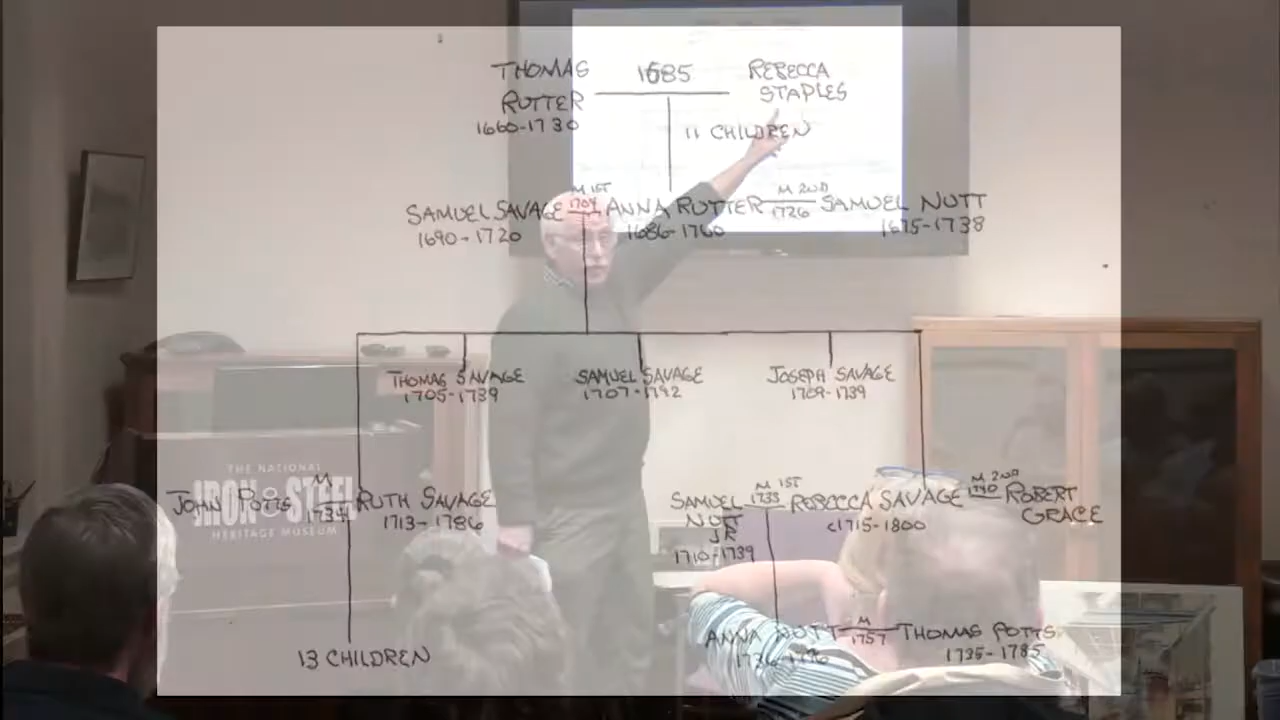 THOMAS 1685 REBECCA
RUTTER STAPLES
1660-1730
11 CHILDREN
M 1ST M 2ND
SAMUEL SAVAGE 1704 ANNA RUTTER 1726 SAMUEL NUTT
1690-1720 1686-1760 1675-1738
THOMAS SAVAGE SAMUEL SAVAGE JOSEPH SAVAGE
1705-1739 1707-1792 1709-1739
THE NATIONAL
IRON & STEEL
HERITAGE MUSEUM
M M 1ST M 2ND
JOHN POTTS 1734 RUTH SAVAGE SAMUEL 1733 REBECCA SAVAGE 1740 ROBERT
1713-1786 NUTT c1715-1800 GRACE
JR
1710-1739
M
ANNA NUTT 1757 THOMAS POTTS
1735-1785
13 CHILDREN